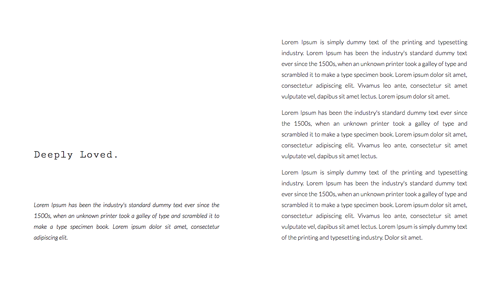 Deeply Loved.
Lorem Ipsum has been the industry's standard dummy text ever since the
1500s, when an unknown printer took a galley of type and scrambled it to
make a type specimen book. Lorem ipsum dolor sit amet, consectetur
adipiscing elit.
Lorem Ipsum is simply dummy text of the printing and typesetting
industry. Lorem Ipsum has been the industry's standard dummy text
ever since the 1500s, when an unknown printer took a galley of type and
scrambled it to make a type specimen book. Lorem ipsum dolor sit amet,
consectetur adipiscing elit. Vivamus leo ante, consectetur sit amet
vulputate vel, dapibus sit amet lectus. Lorem ipsum dolor sit amet.
Lorem Ipsum has been the industry's standard dummy text ever since
the 1500s, when an unknown printer took a galley of type and
scrambled it to make a type specimen book. Lorem ipsum dolor sit amet,
consectetur adipiscing elit. Vivamus leo ante, consectetur sit amet
vulputate vel, dapibus sit amet lectus.
Lorem Ipsum is simply dummy text of the printing and typesetting
industry. Lorem Ipsum has been the industry's standard dummy text
ever since the 1500s, when an unknown printer took a galley of type and
scrambled it to make a type specimen book. Lorem ipsum dolor sit amet,
consectetur adipiscing elit. Vivamus leo ante, consectetur sit amet
vulputate vel, dapibus sit amet lectus. Lorem Ipsum is simply dummy text
of the printing and typesetting industry. Dolor sit amet.